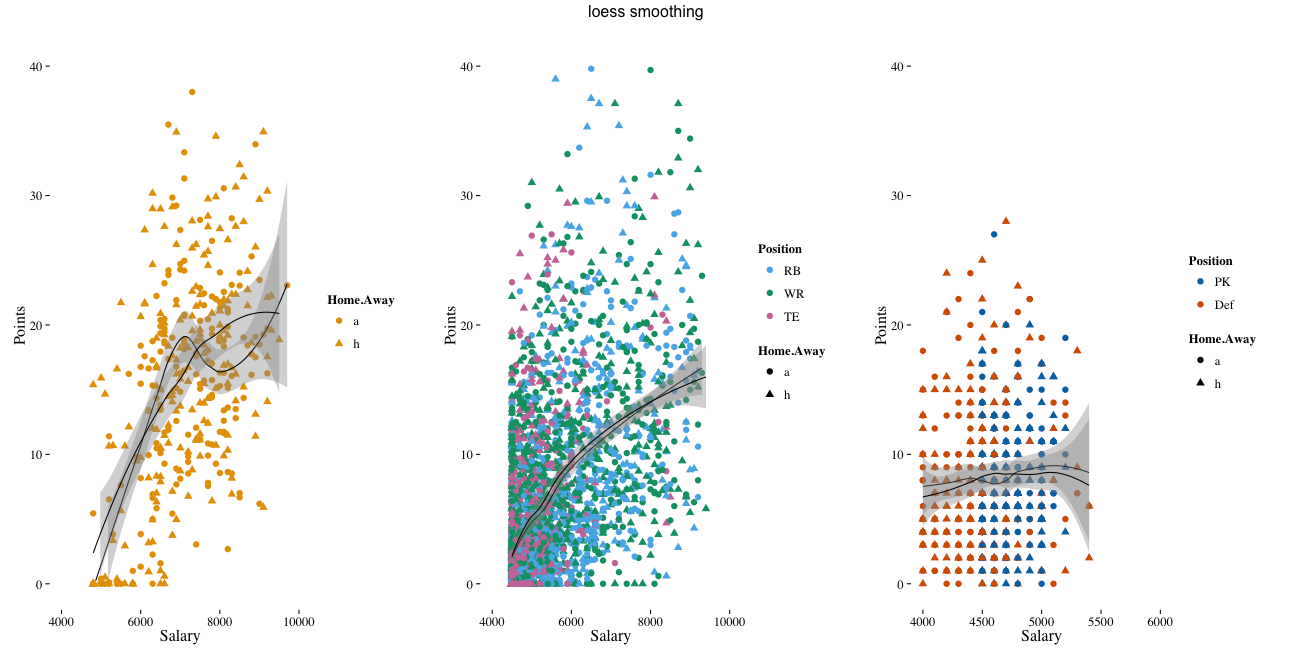 loess smoothing
Points
40
30
20
10
0
4000 6000 8000 10000
Salary
Home.Away
a
h
Points
40
30
20
10
0
4000 6000 8000 10000
Salary
Position
RB
WR
TE
Home.Away
a
h
Points
40
30
20
10
0
4000 4500 5000 5500 6000
Salary
Position
PK
Def
Home.Away
a
h